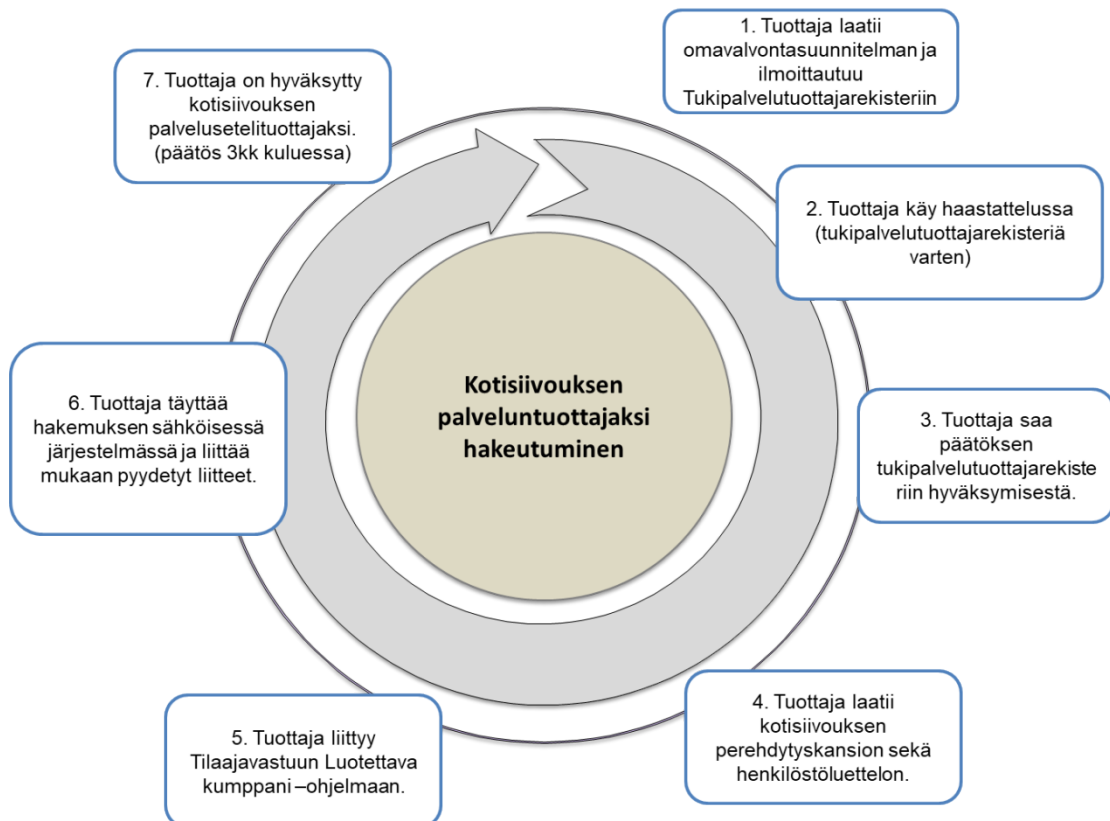 1. Tuottaja laatii
omavalvontasuunnitelman ja
ilmoittautuu
Tukipalvelutuottajarekisteriin
2. Tuottaja käy haastattelussa
(tukipalvelutuottajarekisteriä
varten)
3. Tuottaja saa
päätöksen
tukipalvelutuottajarekiste
riin hyväksymisestä.
4. Tuottaja laatii
kotisiivouksen
perehdytyskansion sekä
henkilöstöluettelon.
5. Tuottaja liittyy
Tilaajavastuun Luotettava
kumppani –ohjelmaan.
6. Tuottaja täyttää
hakemuksen sähköisessä
järjestelmässä ja liittää
mukaan pyydetyt liitteet.
7. Tuottaja on hyväksytty
kotisiivouksen
palvelusetelituottajaksi.
(päätös 3kk kuluessa)
Kotisiivouksen
palveluntuottajaksi
hakeutuminen